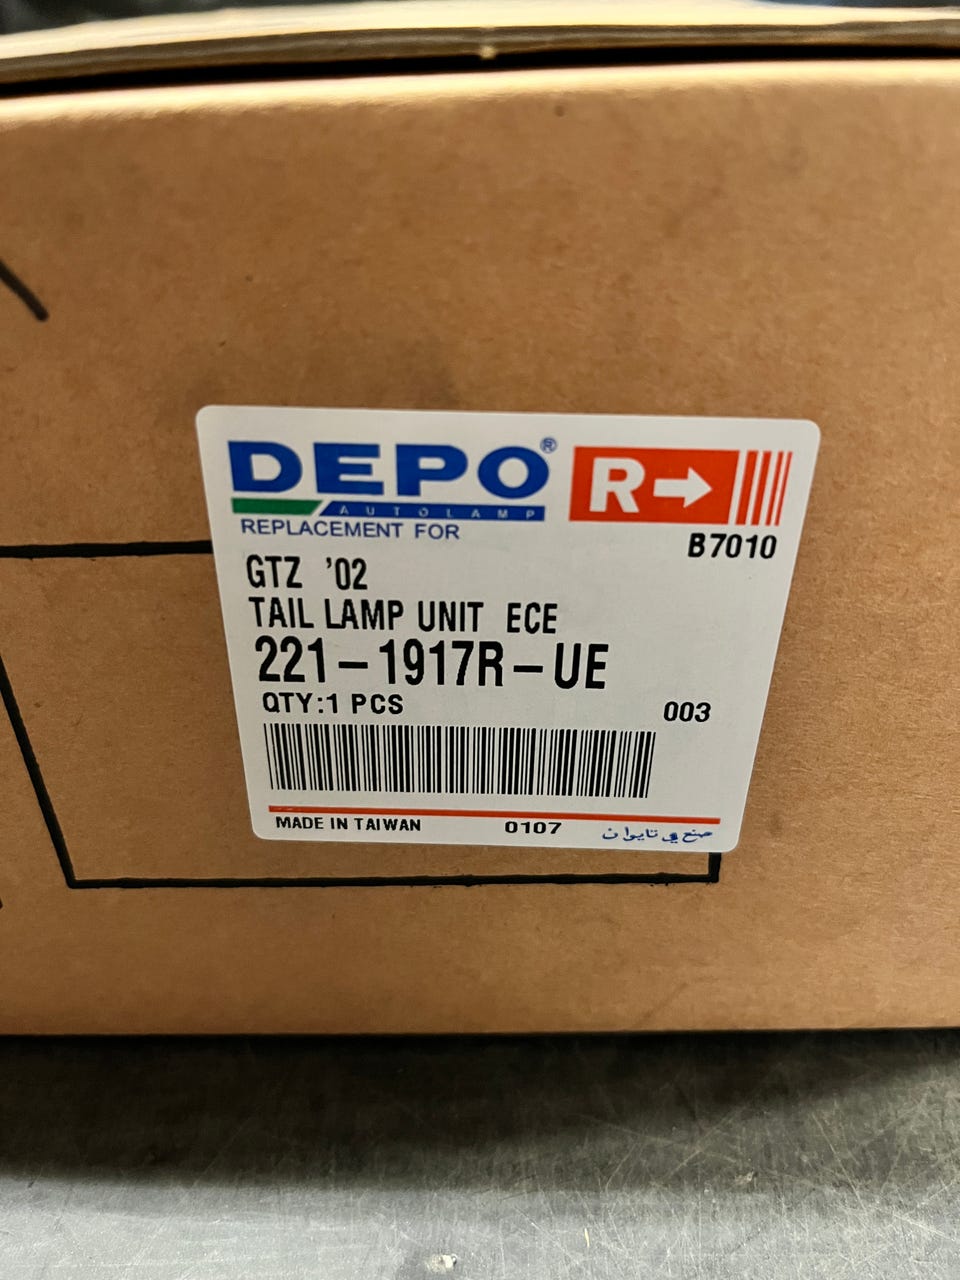 DEPO®
AUTOLAMP
REPLACEMENT FOR
R
B7010
GTZ '02
TAIL LAMP UNIT ECE
221-1917R-UE
QTY:1 PCS
003
MADE IN TAIWAN 0107 صنع في تايوان